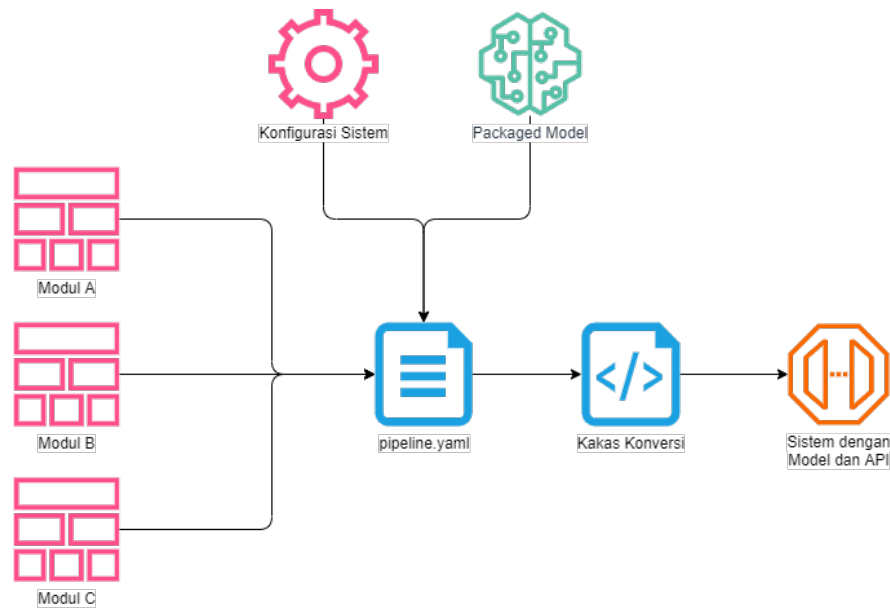 Konfigurasi Sistem
Packaged Model
Modul A
Modul B
pipeline.yaml
</>
Kakas Konversi
Sistem dengan
Model dan API
Modul C